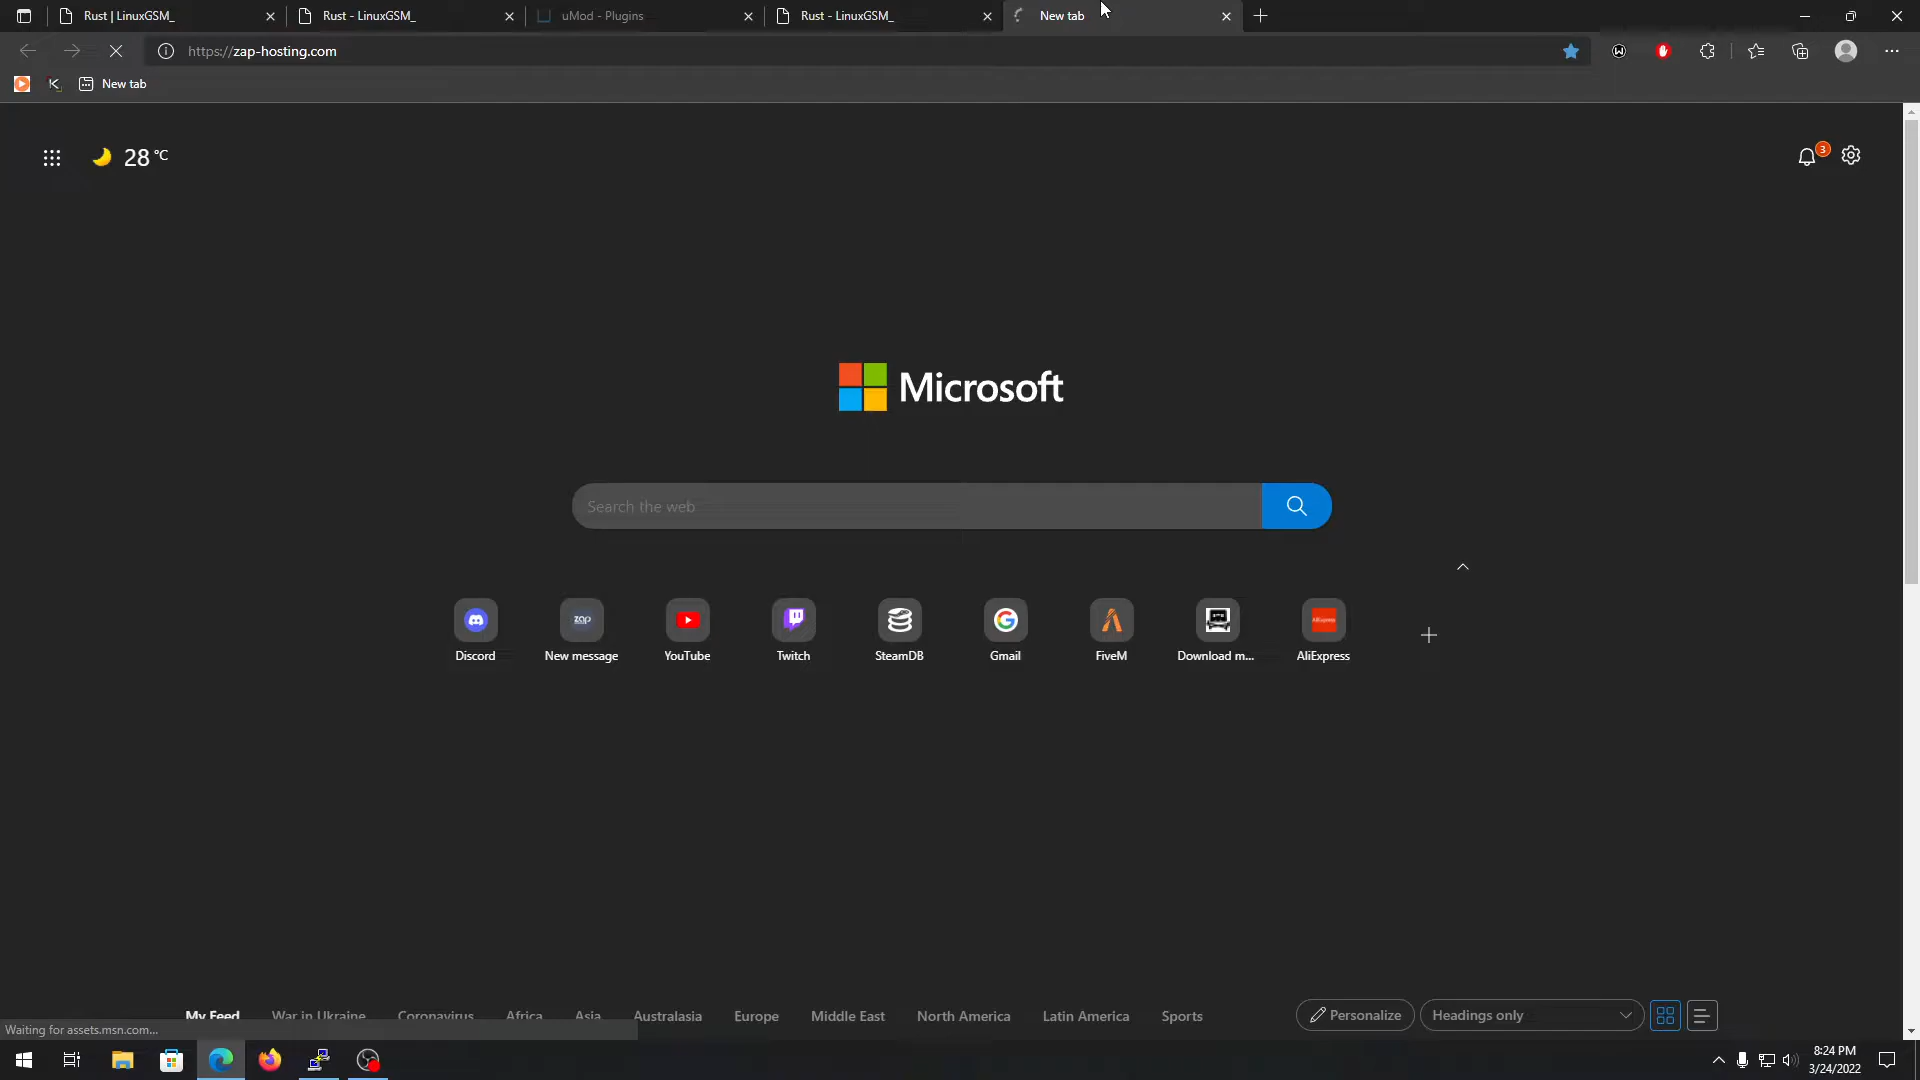 Rust | LinuxGSM_
Rust - LinuxGSM_
uMod - Plugins
Rust - LinuxGSM_
New tab
https://zap-hosting.com
New tab
28 °C
3
Microsoft
Search the web
zap
AliExpress
Discord
New message
YouTube
Twitch
SteamDB
Gmail
FiveM
Download m...
AliExpress
My Feed
War in Ukraine
Coronavirus
Africa
Asia
Australasia
Europe
Middle East
North America
Latin America
Sports
Personalize
Headings only
Waiting for assets.msn.com...
8:24 PM
3/24/2022